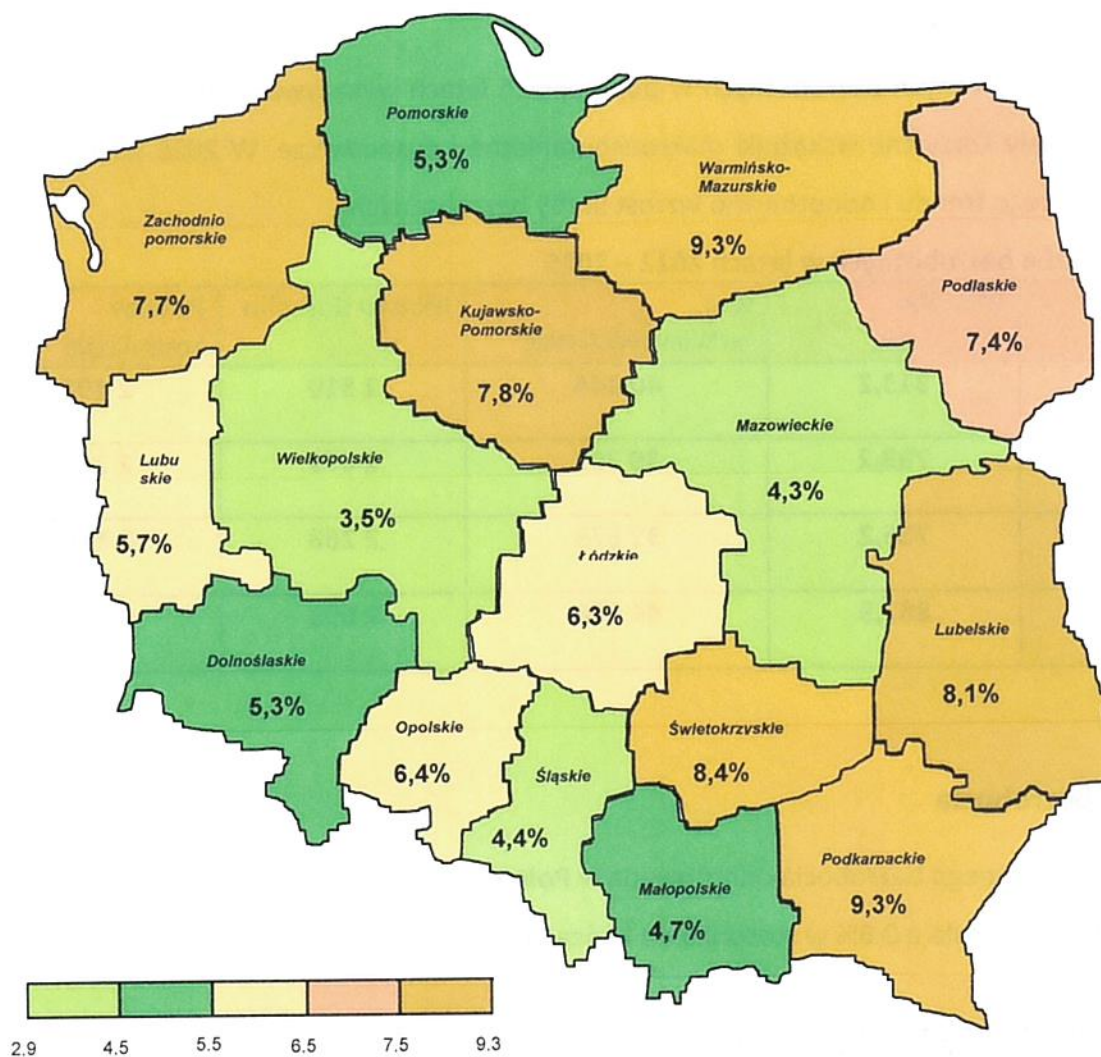 Pomorskie
5,3%
Warmińsko-
Mazurskie
9,3%
Zachodnio
pomorskie
7,7%
Podlaskie
7,4%
Kujawsko-
Pomorskie
7,8%
Mazowieckie
4,3%
Lubu
skie
5,7%
Wielkopolskie
3,5%
Łódzkie
6,3%
Lubelskie
8,1%
Dolnoślaskie
5,3%
Opolskie
6,4%
Śląskie
4,4%
Świetokrzyskie
8,4%
Małopolskie
4,7%
Podkarpackie
9,3%
2.9 4.5 5.5 6.5 7.5 9.3